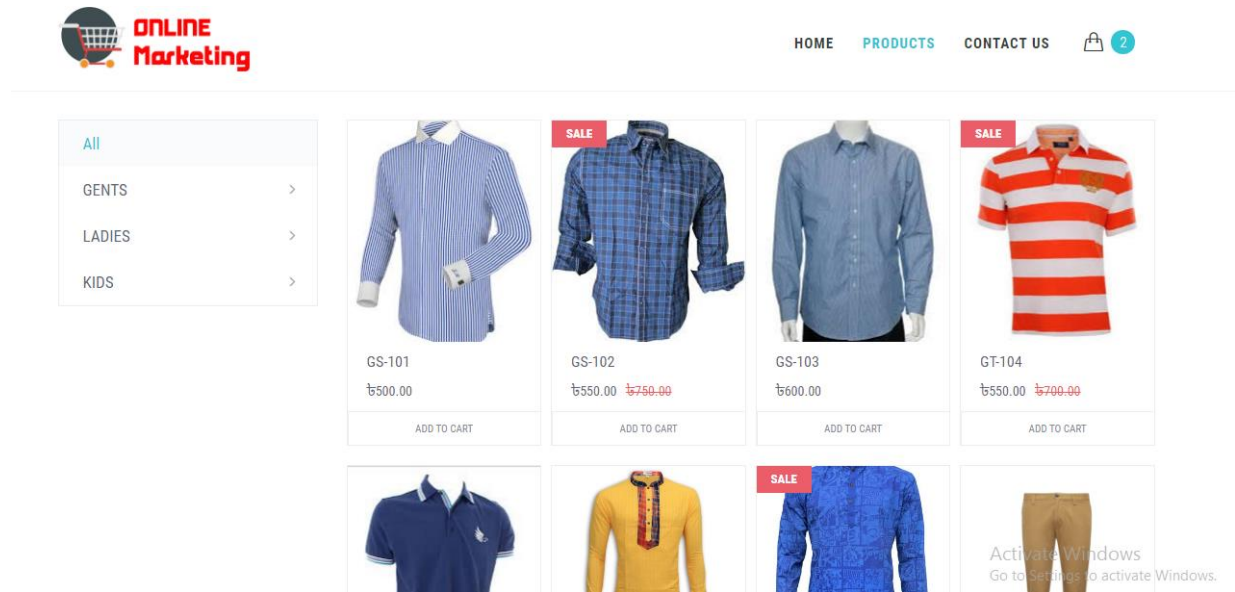 ONLINE
Marketing
HOME PRODUCTS CONTACT US 2
All
GENTS
LADIES
KIDS
SALE
SALE
GS-101
৳500.00
ADD TO CART
GS-102
৳550.00 ৳750.00
ADD TO CART
GS-103
৳600.00
ADD TO CART
GT-104
৳550.00 ৳700.00
ADD TO CART
SALE
Activate Windows
Go to Settings to activate Windows.